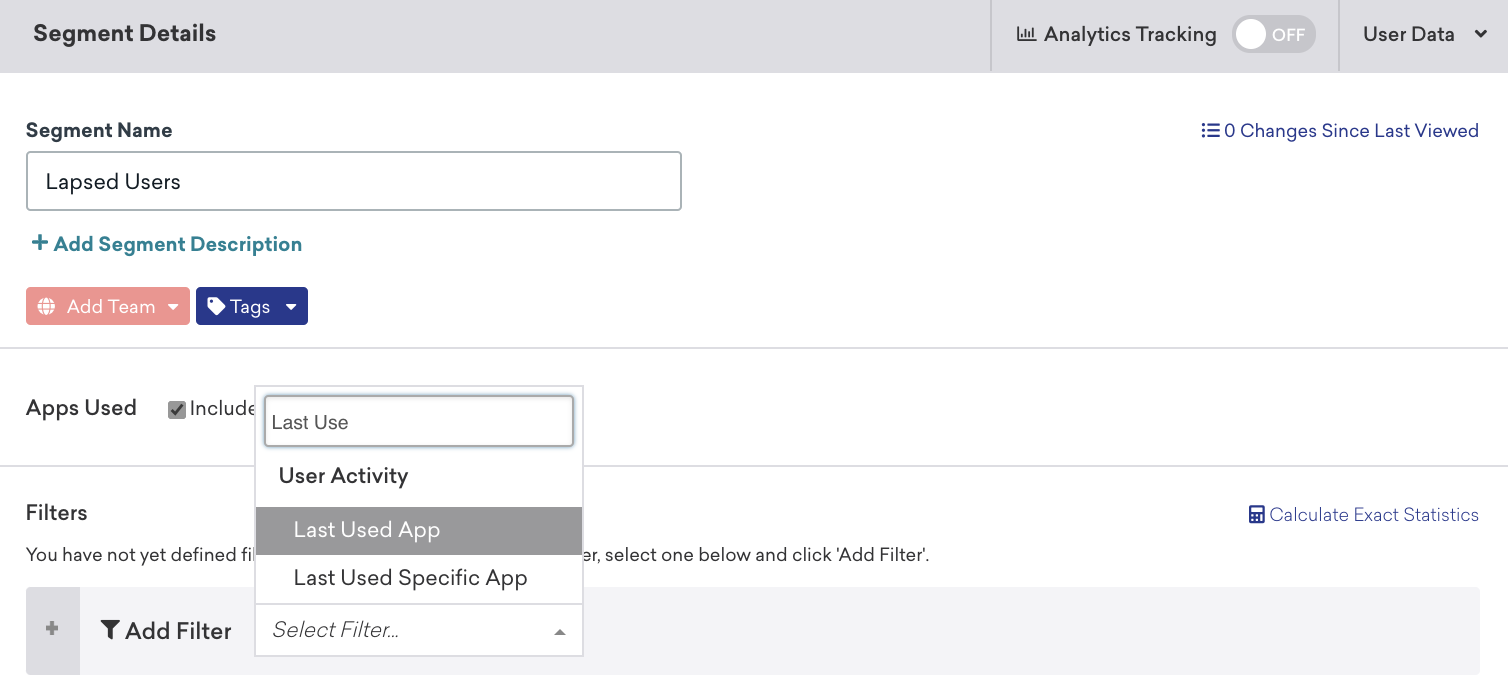 Segment Details
Analytics Tracking OFF User Data
Segment Name
0 Changes Since Last Viewed
Lapsed Users
+ Add Segment Description
Add Team Tags
Apps Used Include
Last Use
User Activity
Last Used App
Last Used Specific App
Filters
Calculate Exact Statistics
You have not yet defined er, select one below and click 'Add Filter'.
+ Add Filter Select Filter...